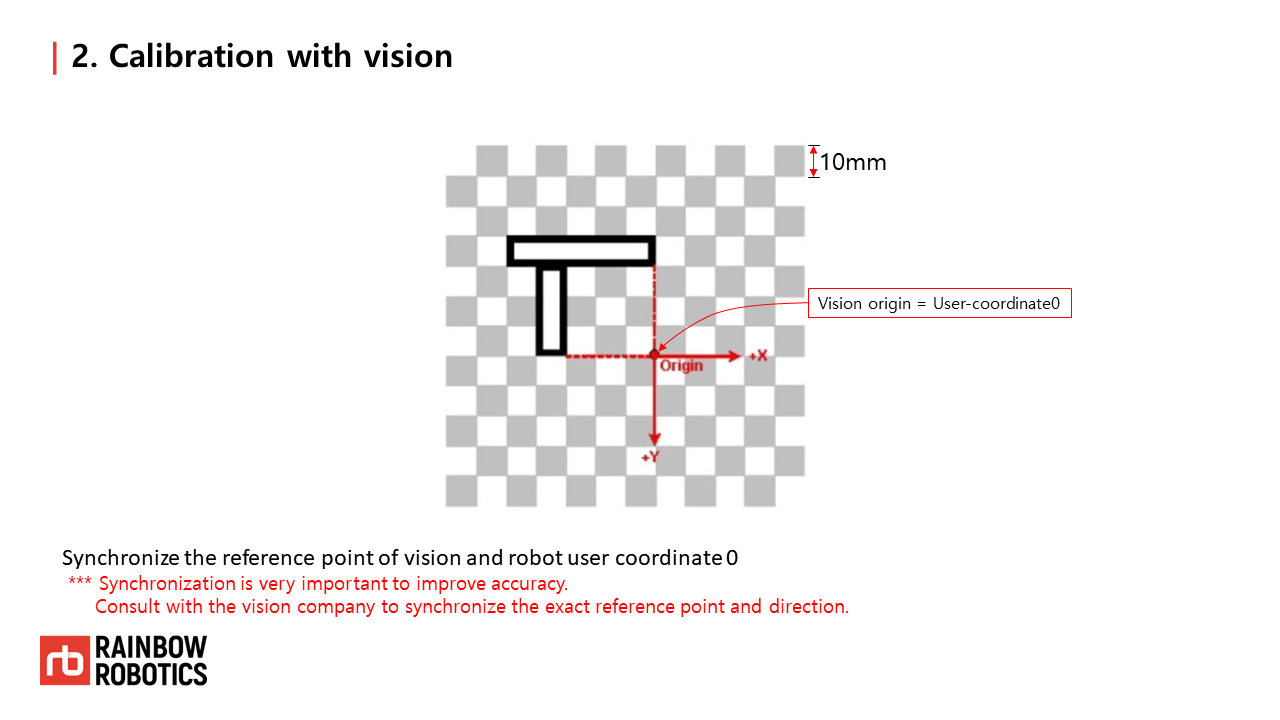 2. Calibration with vision
10mm
Vision origin = User-coordinate0
+X
Origin
+Y
Synchronize the reference point of vision and robot user coordinate 0
*** Synchronization is very important to improve accuracy.
Consult with the vision company to synchronize the exact reference point and direction.
rb
RAINBOW
ROBOTICS